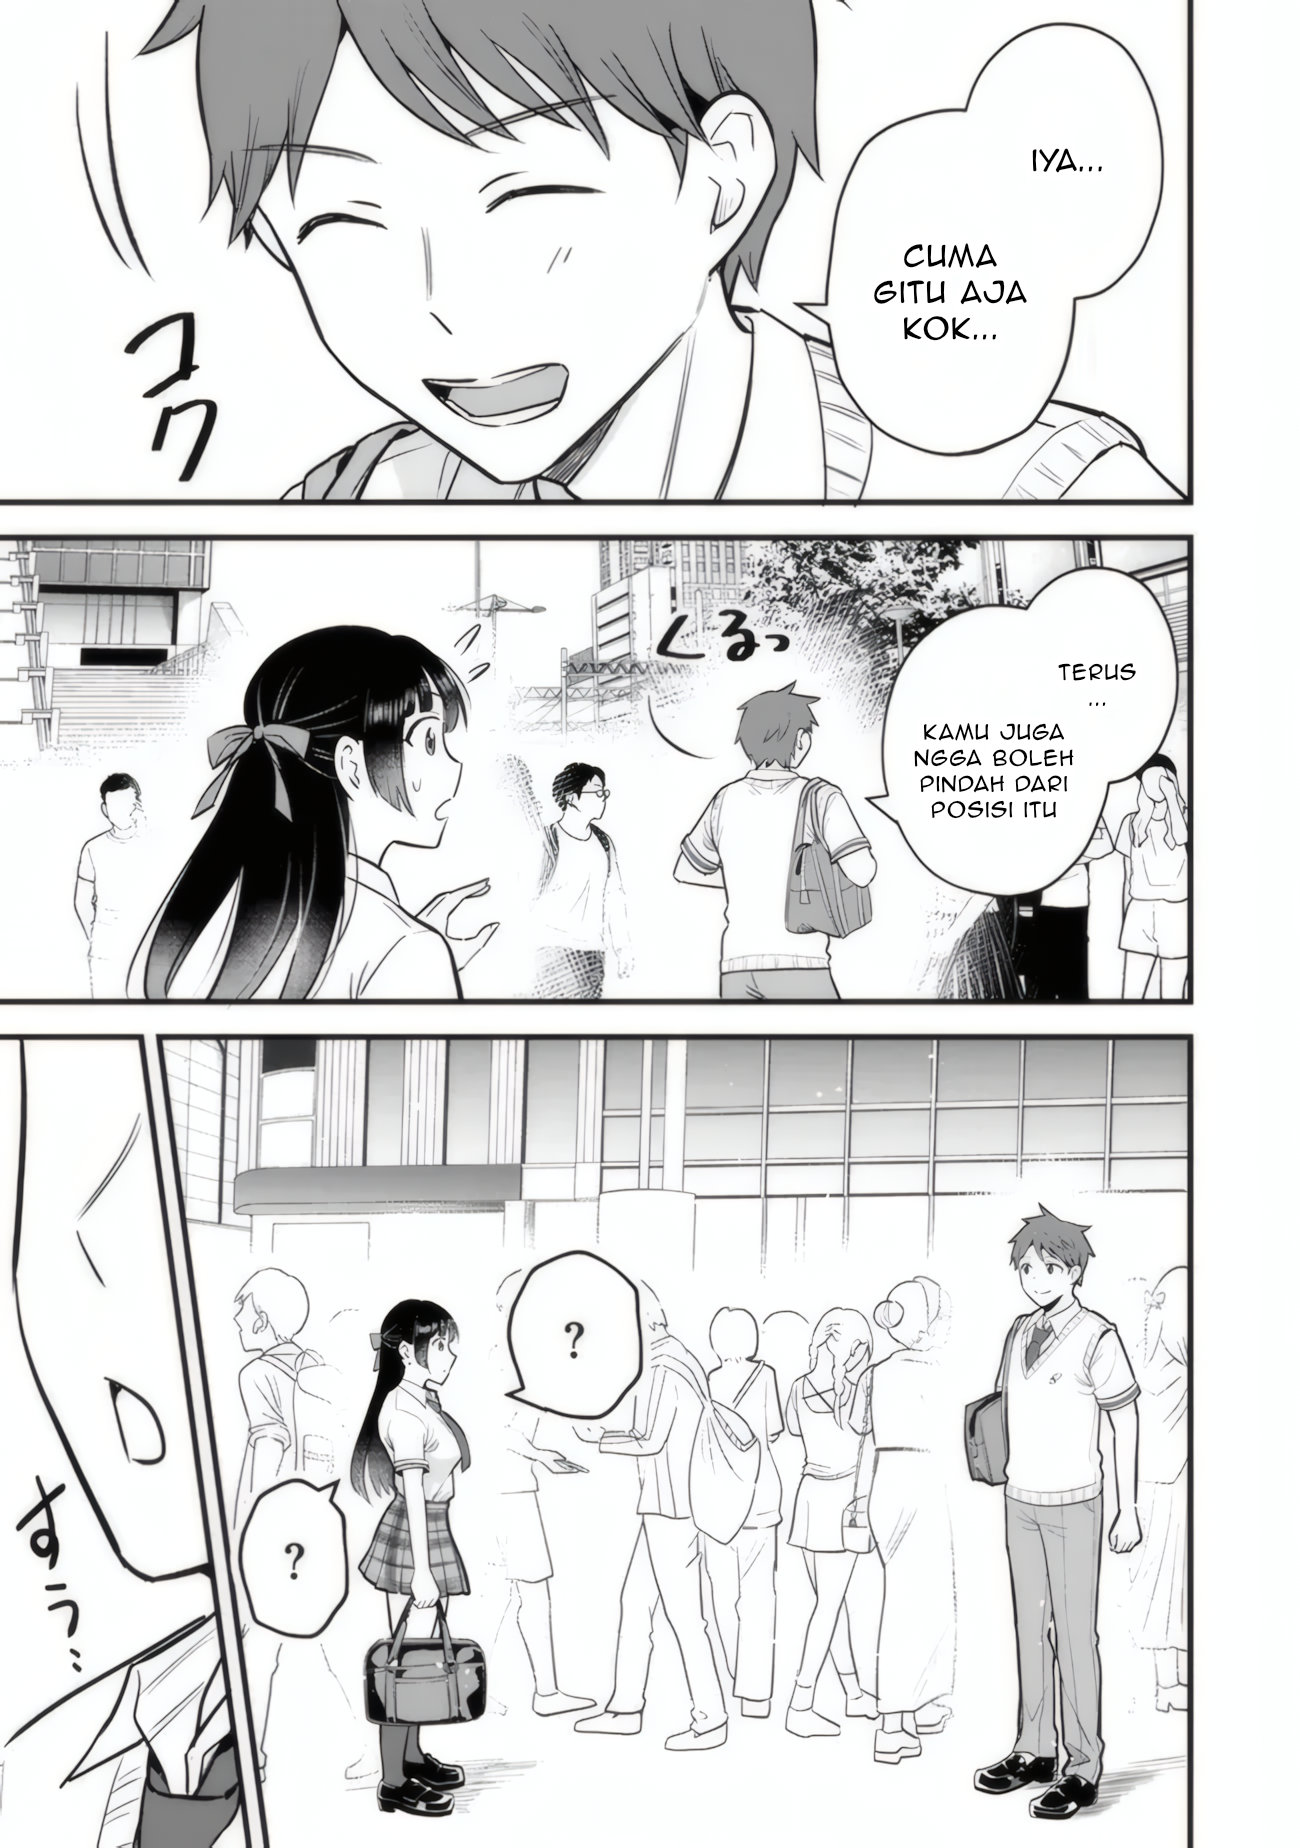 IYA...
CUMA
GITU AJA
KOK...
コク
TERUS
...
KAMU JUGA
NGGA BOLEH
PINDAH DARI
POSISI ITU
くるっ
?
?
すぅ…